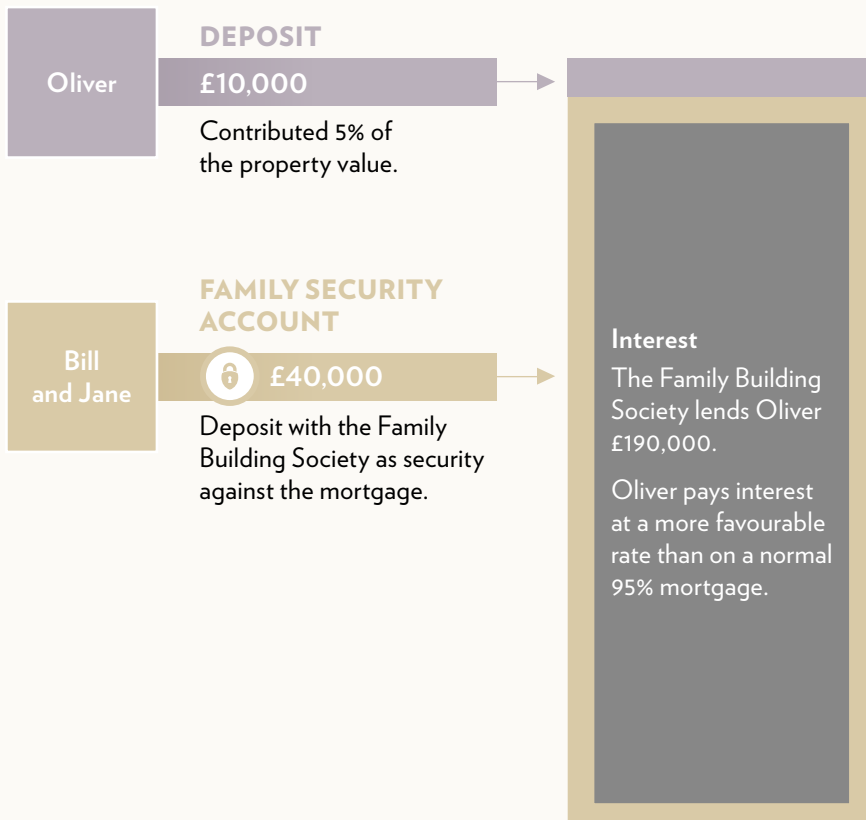 Oliver
DEPOSIT
£10,000
Contributed 5% of
the property value.
Bill
and Jane
FAMILY SECURITY
ACCOUNT
£40,000
Deposit with the Family
Building Society as security
against the mortgage.
Interest
The Family Building
Society lends Oliver
£190,000.
Oliver pays interest
at a more favourable
rate than on a normal
95% mortgage.